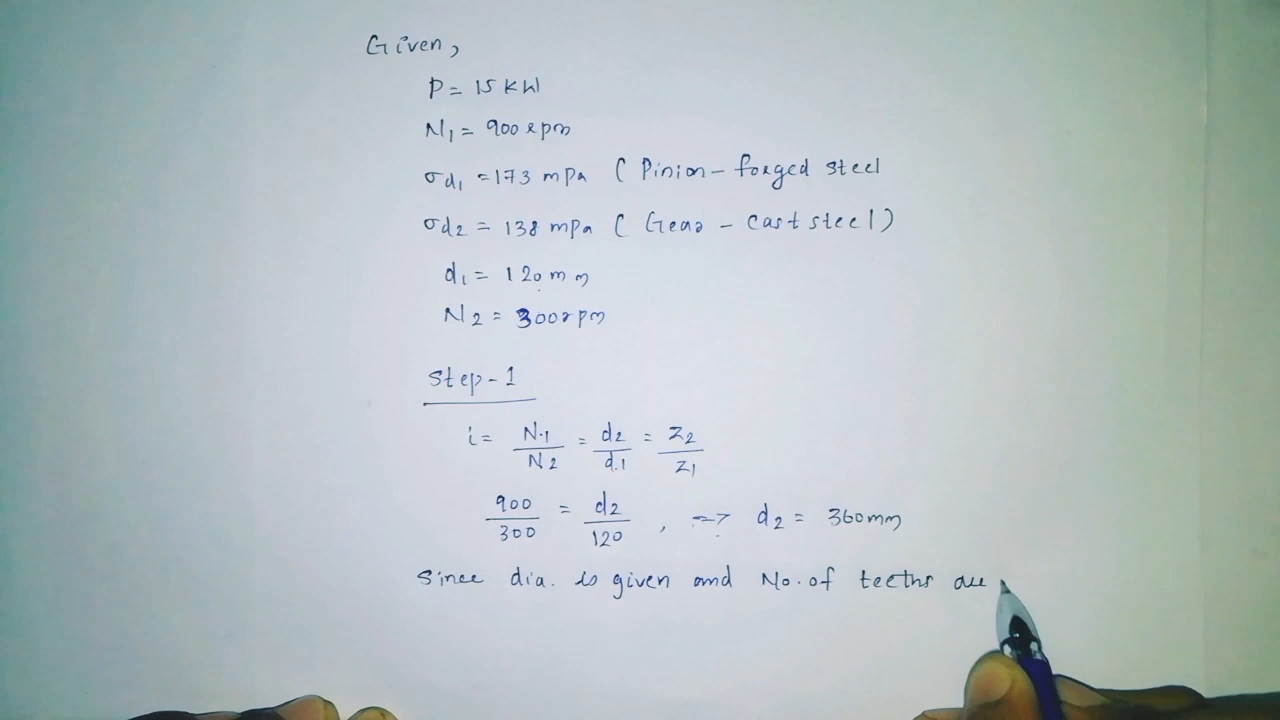 Given,
P = 15 kW
N1 = 900 rpm
σd1 = 173 mpa ( Pinion - forged steel
σd2 = 138 mpa ( Gear - Cast steel )
d1 = 120 mm
N2 = 300 rpm
Step - 1
i = N1/N2 = d2/d1 = Z2/Z1
900/300 = d2/120 , => d2 = 360mm
Since dia. is given and No. of teeths are